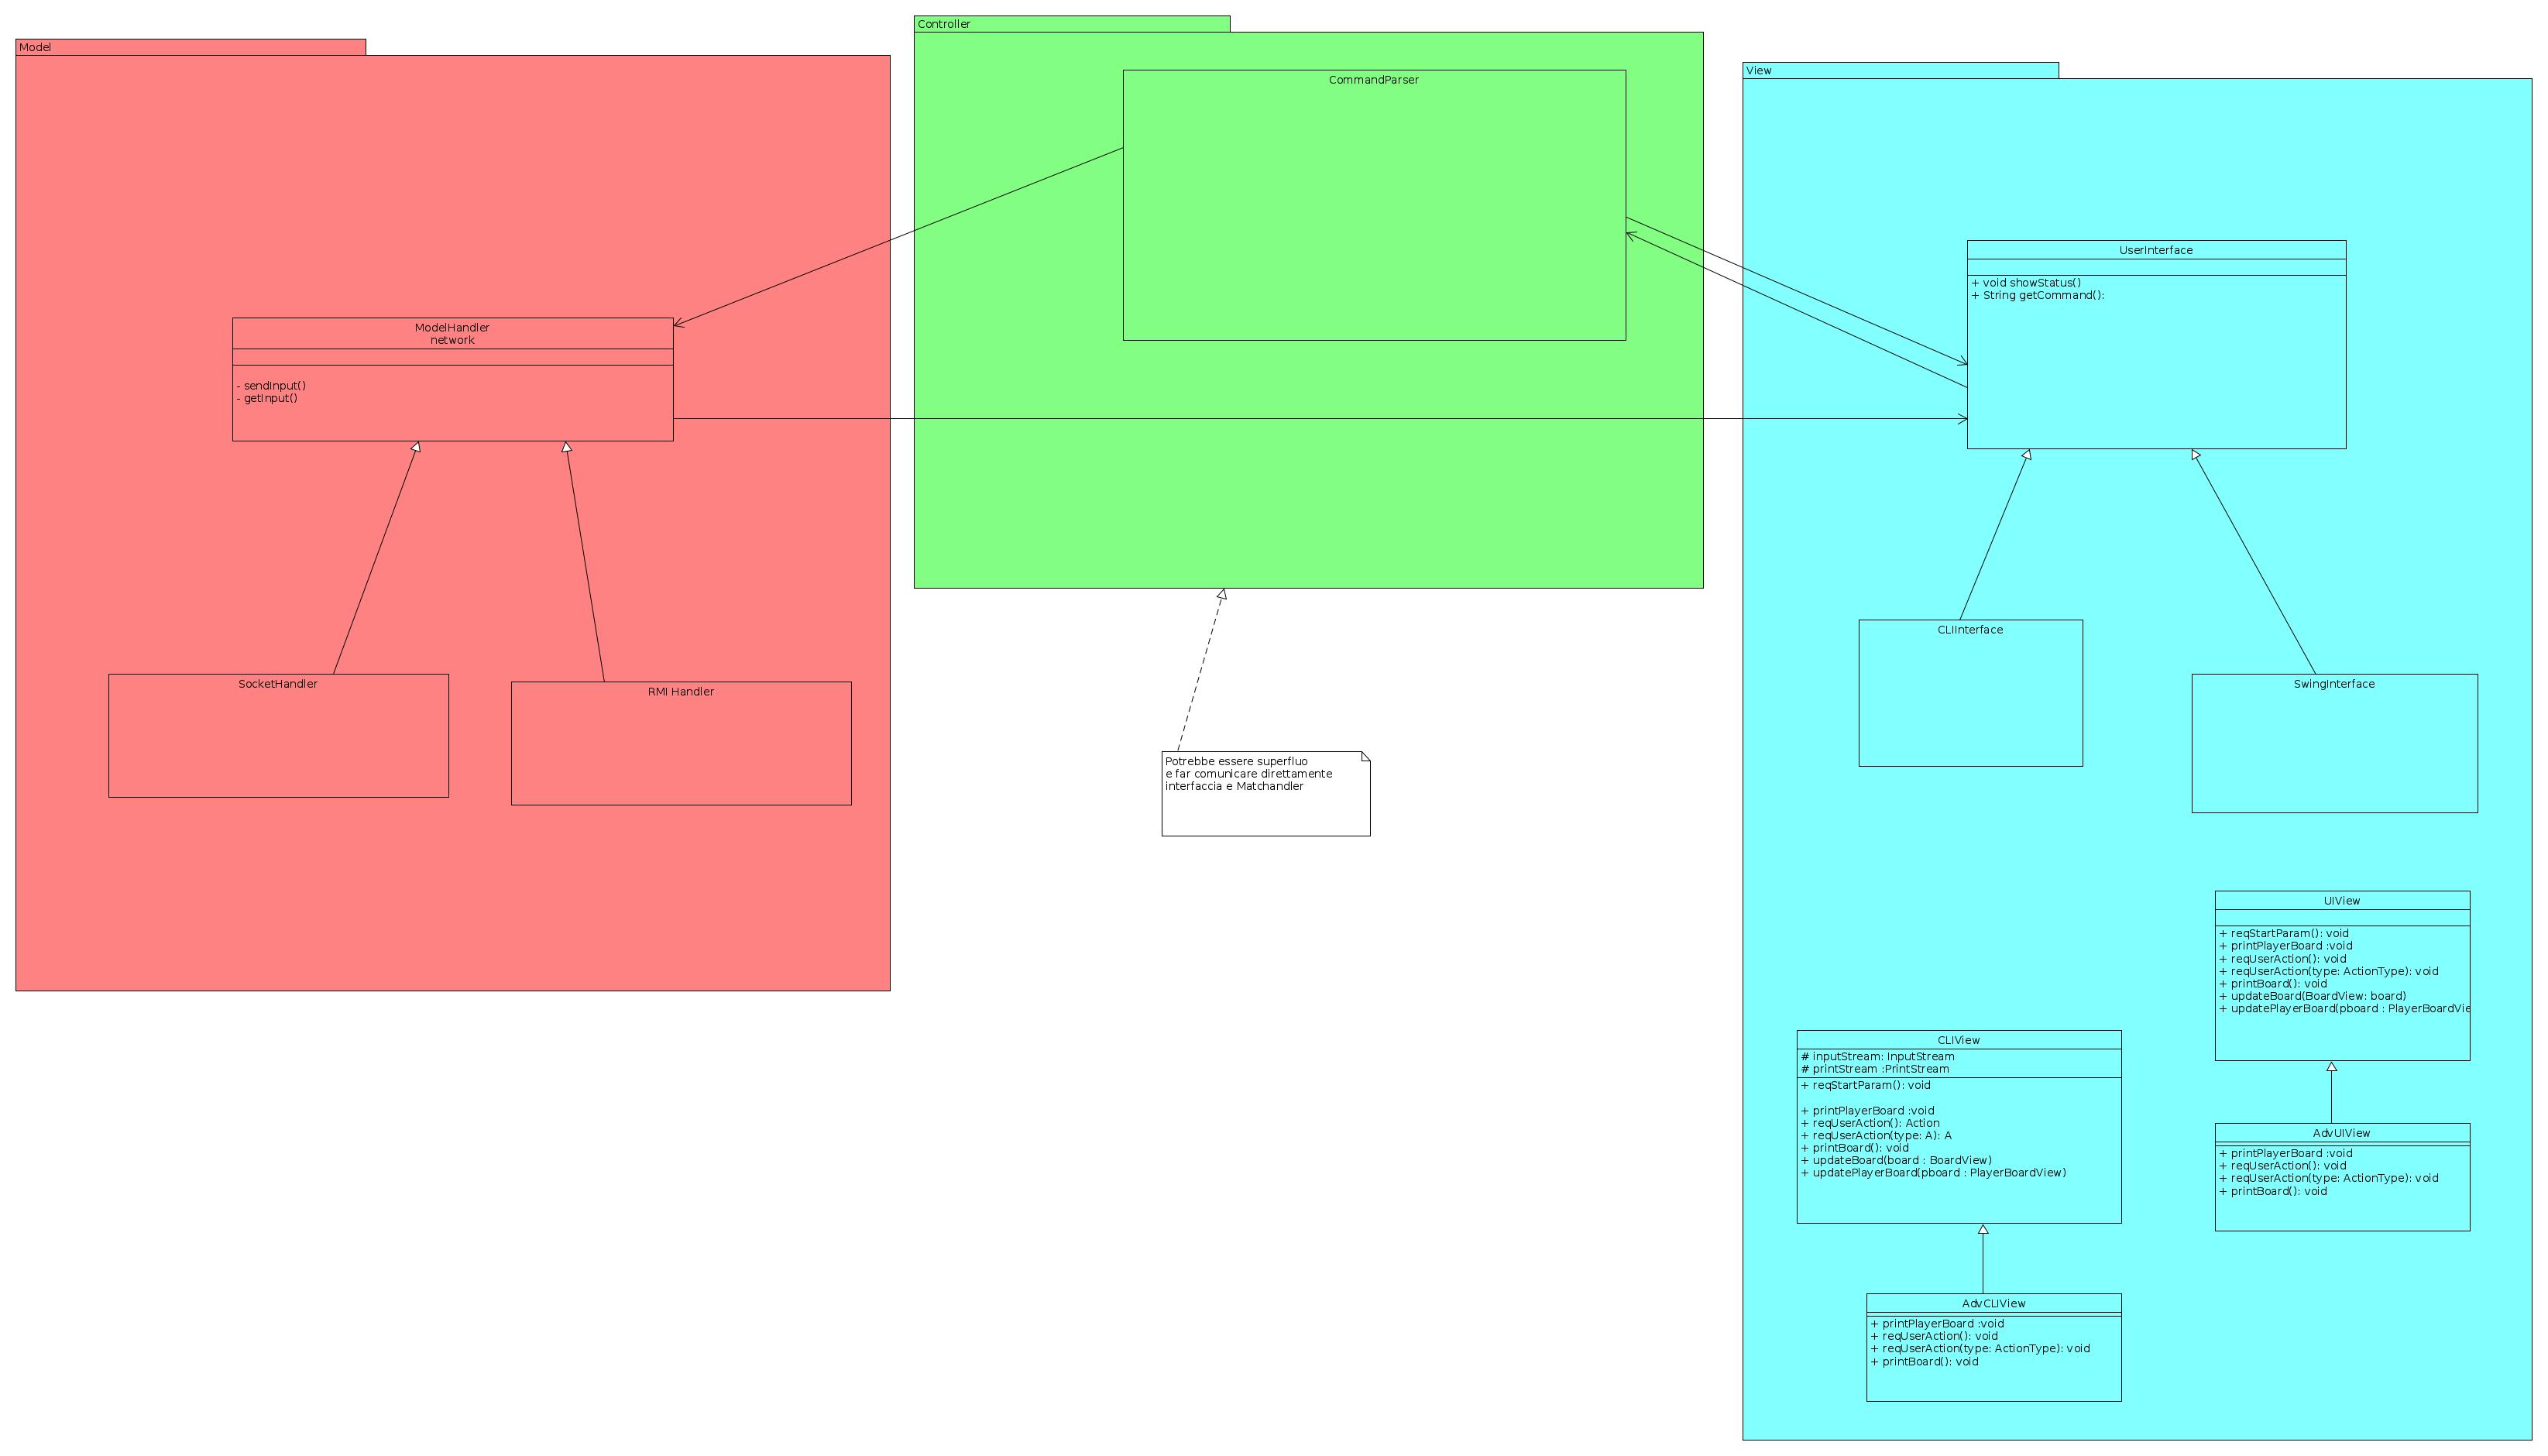 Model
ModelHandler
network
- sendInput()
- getInput()
SocketHandler
RMI Handler
Controller
CommandParser
Potrebbe essere superfluo
e far comunicare direttamente
interfaccia e Matchandler
View
UserInterface
+ void showStatus()
+ String getCommand():
CLIInterface
SwingInterface
UIView
+ reqStartParam(): void
+ printPlayerBoard :void
+ reqUserAction(): void
+ reqUserAction(type: ActionType): void
+ printBoard(): void
+ updateBoard(BoardView: board)
+ updatePlayerBoard(pboard : PlayerBoardVie
CLIView
# inputStream: InputStream
# printStream :PrintStream
+ reqStartParam(): void
+ printPlayerBoard :void
+ reqUserAction(): Action
+ reqUserAction(type: A): A
+ printBoard(): void
+ updateBoard(board : BoardView)
+ updatePlayerBoard(pboard : PlayerBoardView)
AdvUIView
+ printPlayerBoard :void
+ reqUserAction(): void
+ reqUserAction(type: ActionType): void
+ printBoard(): void
AdvCLIView
+ printPlayerBoard :void
+ reqUserAction(): void
+ reqUserAction(type: ActionType): void
+ printBoard(): void